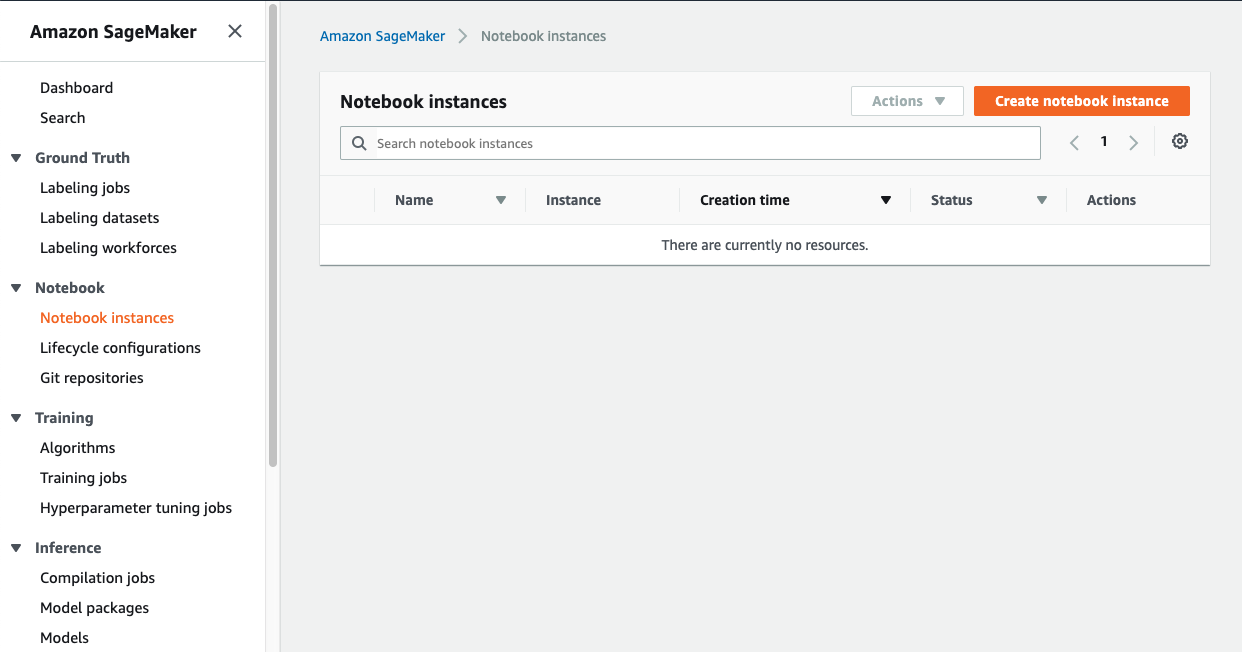 Amazon SageMaker
Dashboard
Search
Ground Truth
Labeling jobs
Labeling datasets
Labeling workforces
Notebook
Notebook instances
Lifecycle configurations
Git repositories
Training
Algorithms
Training jobs
Hyperparameter tuning jobs
Inference
Compilation jobs
Model packages
Models
Amazon SageMaker Notebook instances
Notebook instances Actions Create notebook instance
Search notebook instances 1
Name Instance Creation time Status Actions
There are currently no resources.